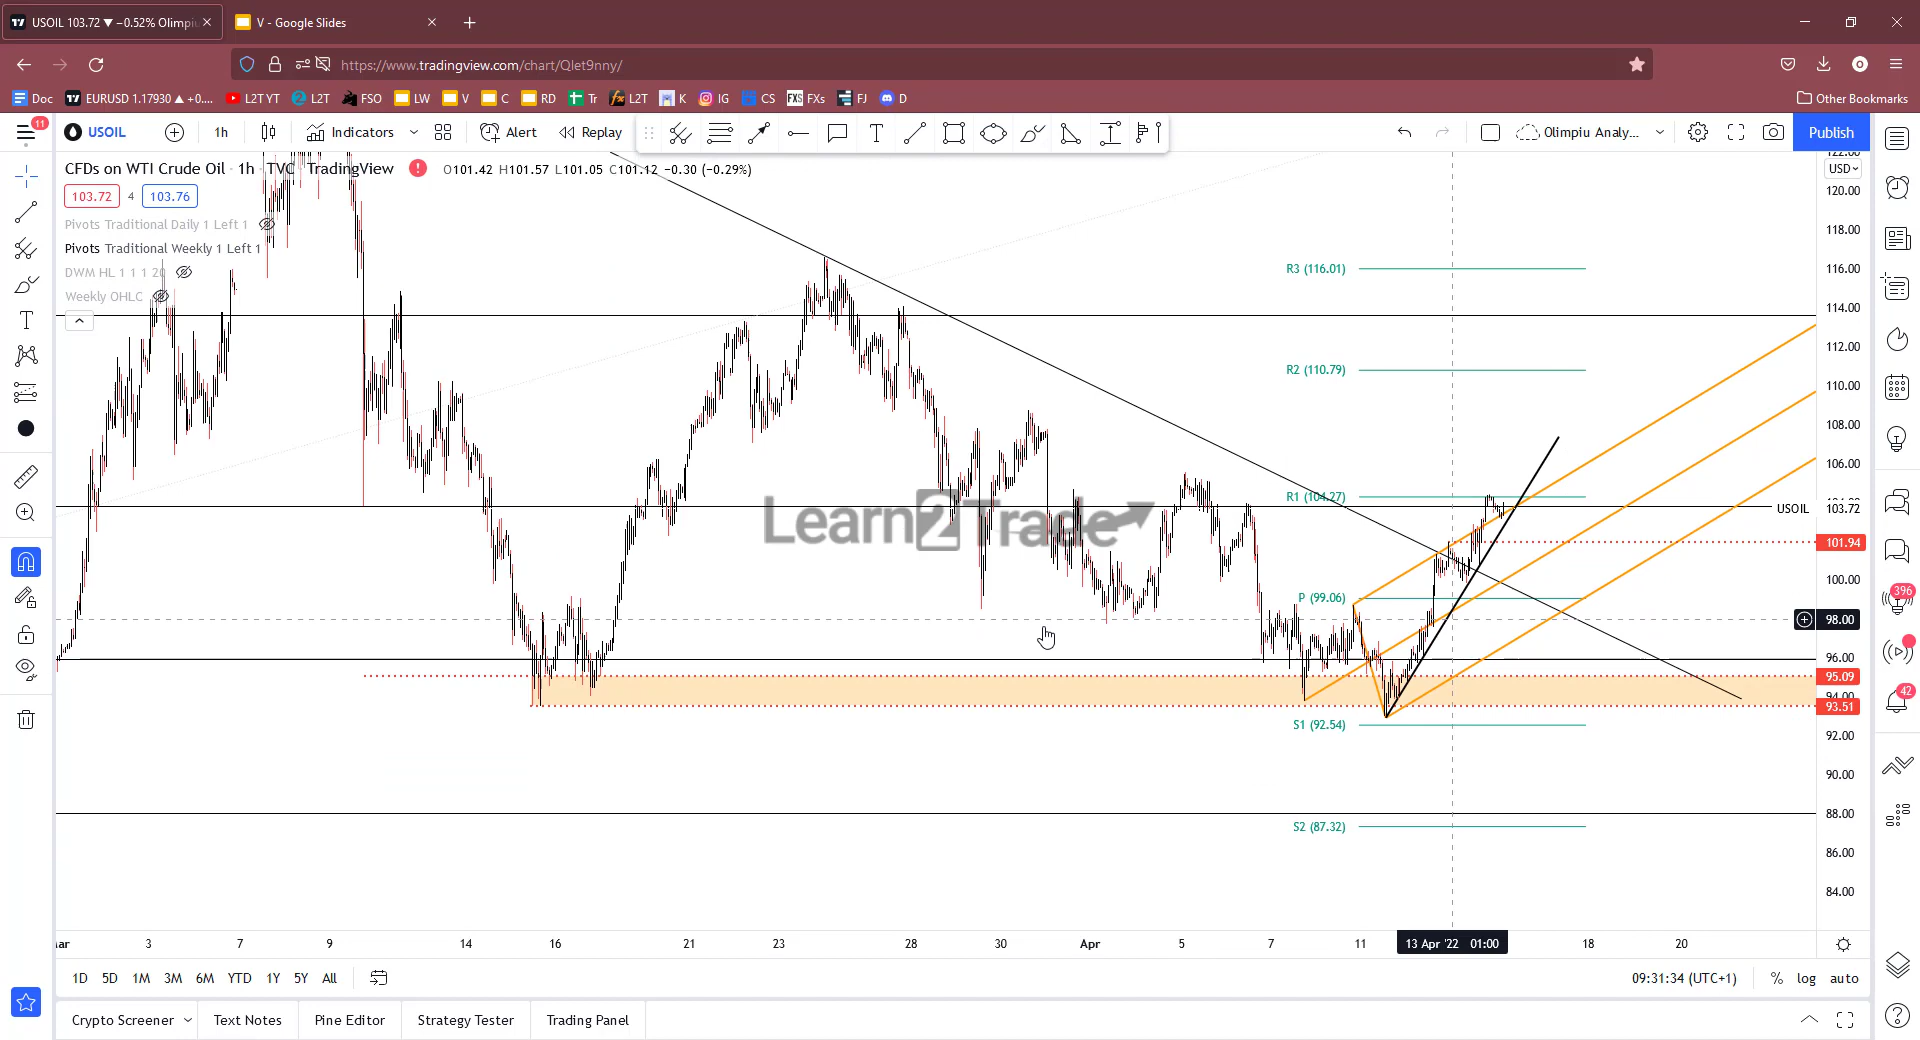 USOIL 103.72 ▼ −0.52% Olimpiu
V - Google Slides
https://www.tradingview.com/chart/Qlet9nny/
Doc EURUSD 1.17930 ▲ +0.... L2T YT L2T FSO LW V C RD Tr L2T K IG CS FXS FXs FJ D Other Bookmarks
11 USOIL 1h Indicators Alert Replay Olimpiu Analy... Publish
CFDs on WTI Crude Oil · 1h · TVC · TradingView O101.42 H101.57 L101.05 C101.12 −0.30 (−0.29%)
103.72 4 103.76
Pivots Traditional Daily 1 Left 1
Pivots Traditional Weekly 1 Left 1
DWM HL 1 1 1 20
Weekly OHLC
USD
122.00
120.00
118.00
116.00
114.00
112.00
110.00
108.00
106.00
USOIL 103.72
101.94
100.00
98.00
96.00
95.09
94.00
93.51
92.00
90.00
88.00
86.00
84.00
R3 (116.01)
R2 (110.79)
R1 (104.27)
P (99.06)
S1 (92.54)
S2 (87.32)
Learn2Trade
396
42
3 7 9 14 16 21 23 28 30 Apr 5 7 11 13 Apr '22 01:00 18 20
1D 5D 1M 3M 6M YTD 1Y 5Y All 09:31:34 (UTC+1) % log auto
Crypto Screener Text Notes Pine Editor Strategy Tester Trading Panel